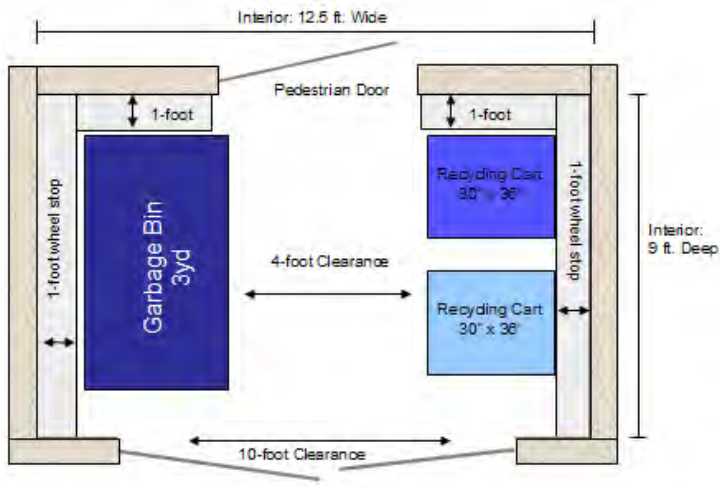 Interior: 12.5 ft. Wide
Pedestrian Door
1-foot
1-foot
1-foot wheel stop
Garbage Bin
3yd
Recycling Cart
30" x 36"
1-foot wheel stop
Interior:
9 ft. Deep
4-foot Clearance
Recycling Cart
30" x 36"
10-foot Clearance